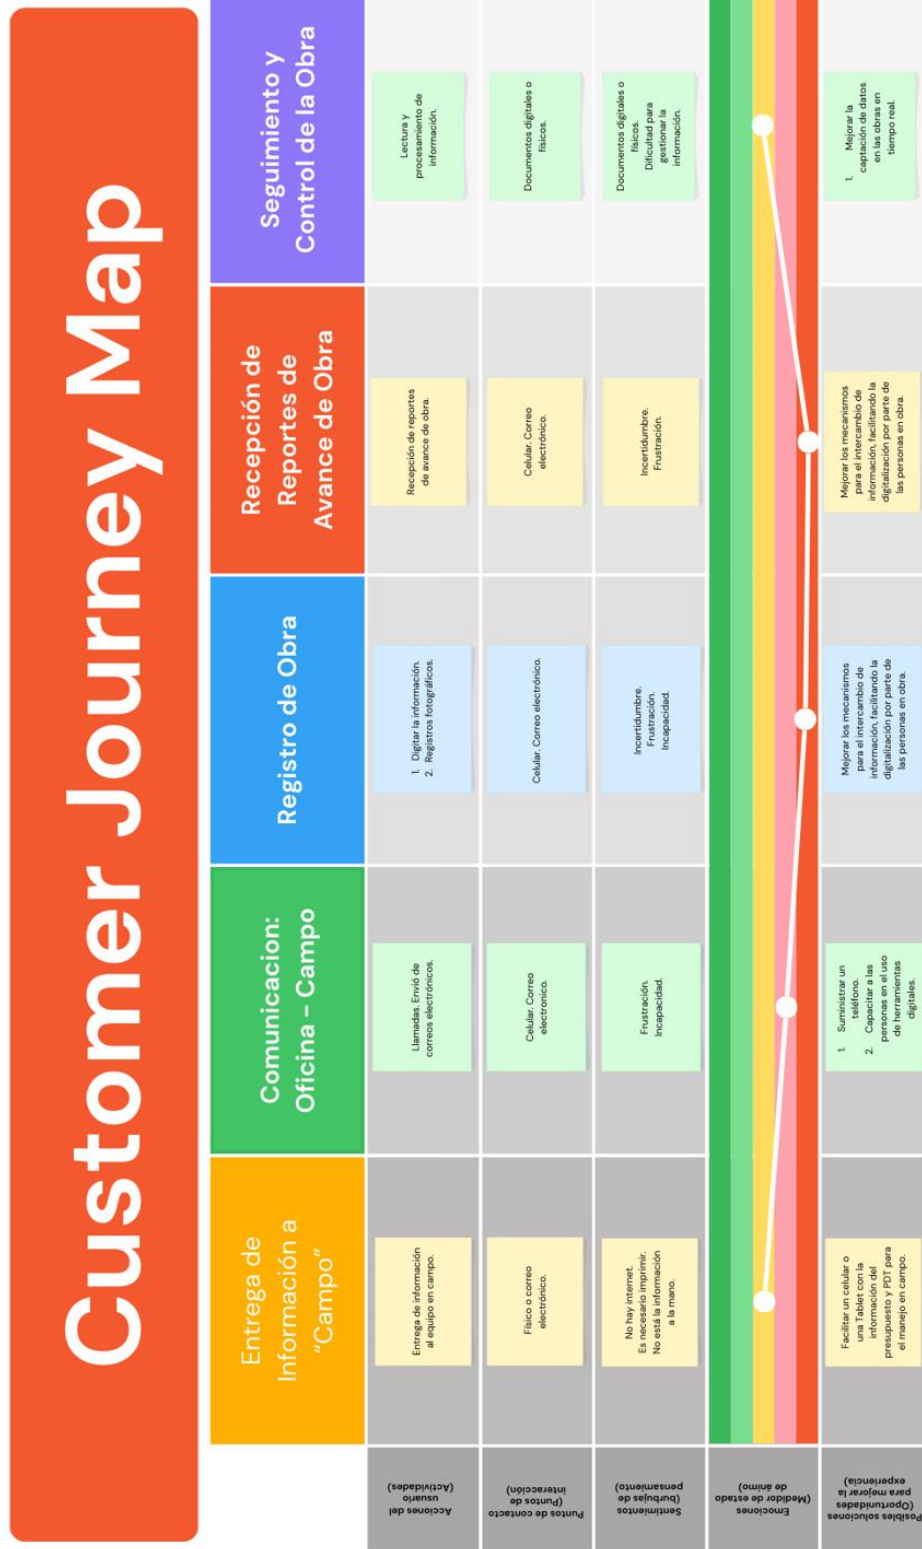 Customer Journey Map
Entrega de
Información a
“Campo”
Comunicacion:
Oficina – Campo
Registro de Obra
Recepción de
Reportes de
Avance de Obra
Seguimiento y
Control de la Obra
Acciones del
usuario
(Actividades)
Entrega de información
al equipo en campo.
Llamadas. Envió de
correos electrónicos.
1. Digitar la información.
2. Registros fotográficos.
Recepción de reportes
de avance de obra.
Lectura y
procesamiento de
información.
Puntos de contacto
(Puntos de
interacción)
Físico o correo
electrónico.
Celular. Correo
electronico.
Celular. Correo electrónico.
Celular. Correo
electrónico.
Documentos digitales o
físicos.
Sentimientos
(burbujas de
pensamiento
No hay internet.
Es necesario imprimir.
No está la información
a la mano.
Frustración.
Incapacidad.
Incertidumbre.
Frustración.
Incapacidad.
Incertidumbre.
Frustración.
Documentos digitales o
físicos.
Dificultad para
gestionar la
información.
Emociones
(Medidor de estado
de ánimo)
Posibles soluciones
(Oportunidades
para mejorar la
experiencia)
Facilitar un celular o
una Tablet con la
información del
presupuesto y PDT para
el manejo en campo.
1. Suministrar un
teléfono.
2. Capacitar a las
personas en el uso
de herramientas
digitales.
Mejorar los mecanismos
para el intercambio de
información, facilitando la
digitalización por parte de
las personas en obra.
Mejorar los mecanismos
para el intercambio de
información, facilitando la
digitalización por parte de
las personas en obra.
1. Mejorar la
captación de datos
en las obras en
tiempo real.